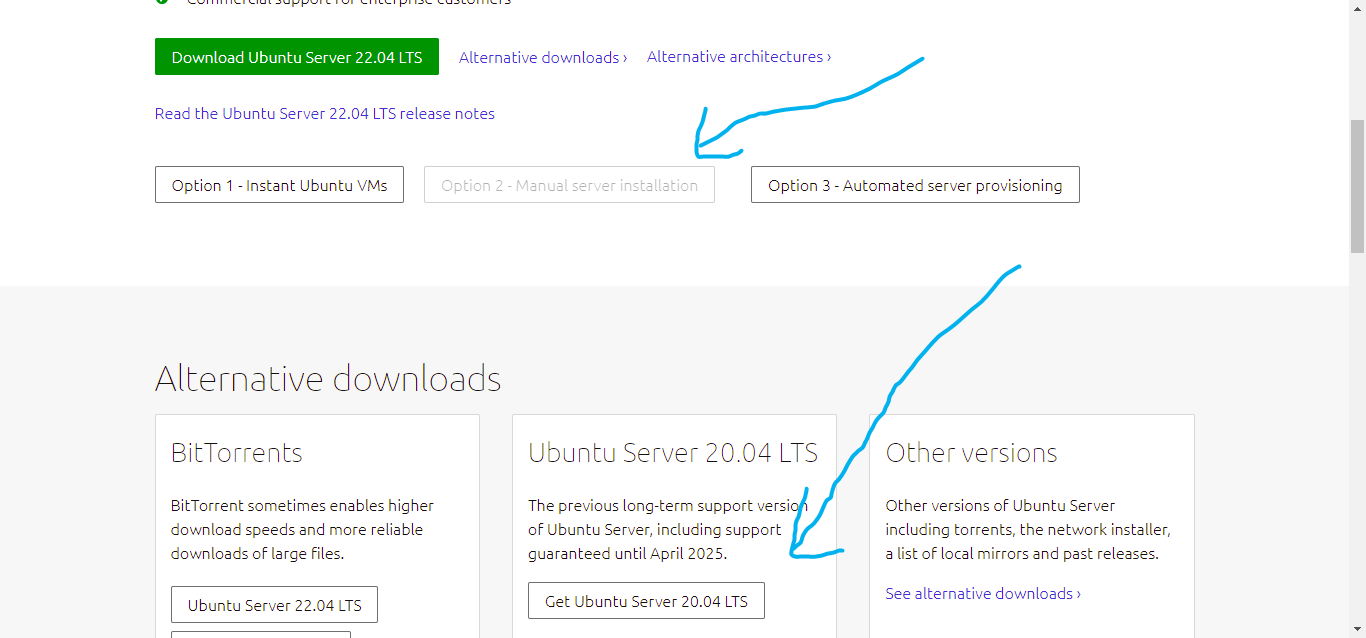 Commercial support for enterprise customers
Download Ubuntu Server 22.04 LTS Alternative downloads › Alternative architectures ›
Read the Ubuntu Server 22.04 LTS release notes
Option 1 - Instant Ubuntu VMs Option 2 - Manual server installation Option 3 - Automated server provisioning
Alternative downloads
BitTorrents
BitTorrent sometimes enables higher
download speeds and more reliable
downloads of large files.
Ubuntu Server 22.04 LTS
Ubuntu Server 20.04 LTS
The previous long-term support version
of Ubuntu Server, including support
guaranteed until April 2025.
Get Ubuntu Server 20.04 LTS
Other versions
Other versions of Ubuntu Server
including torrents, the network installer,
a list of local mirrors and past releases.
See alternative downloads ›